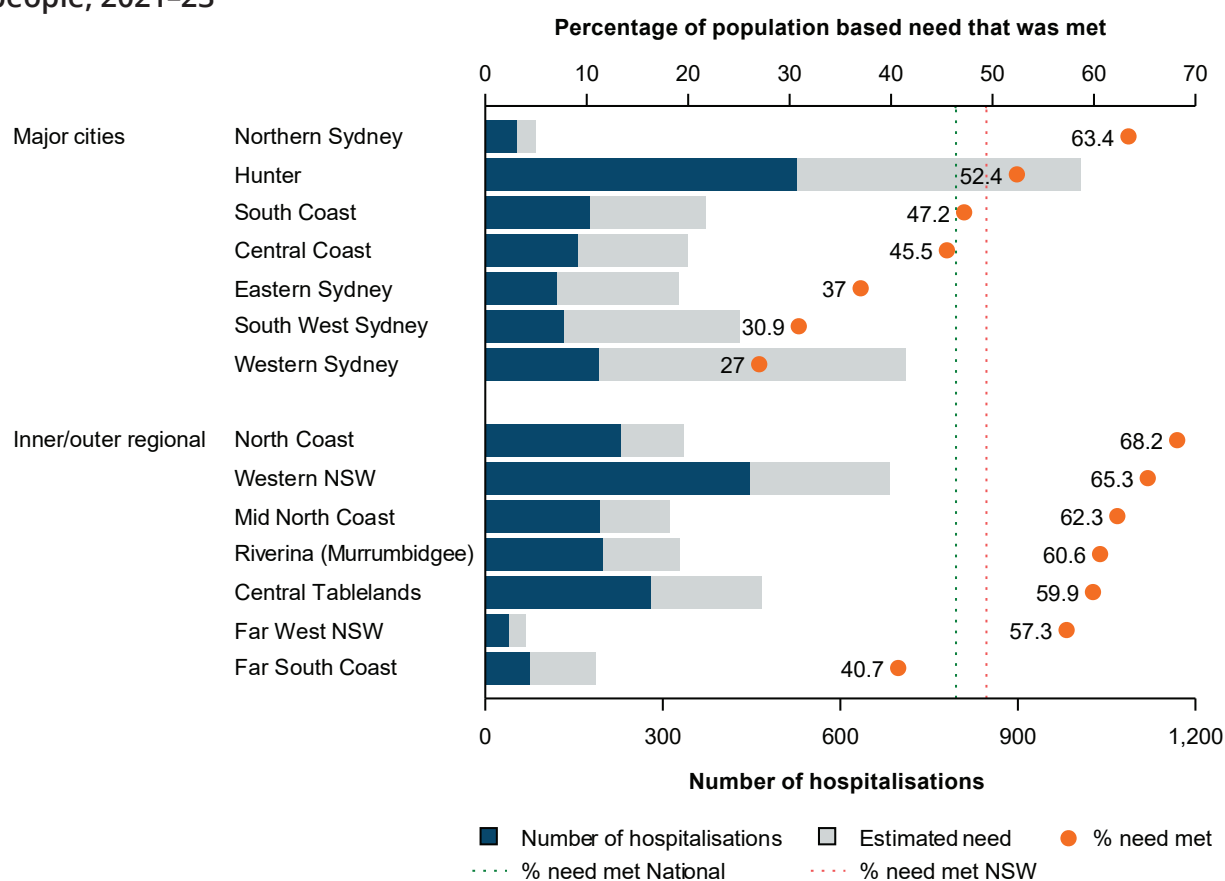 people, 2021–23
Percentage of population based need that was met
0 10 20 30 40 50 60 70
Major cities Northern Sydney 63.4
Hunter 52.4
South Coast 47.2
Central Coast 45.5
Eastern Sydney 37
South West Sydney 30.9
Western Sydney 27
Inner/outer regional North Coast 68.2
Western NSW 65.3
Mid North Coast 62.3
Riverina (Murrumbidgee) 60.6
Central Tablelands 59.9
Far West NSW 57.3
Far South Coast 40.7
0 300 600 900 1,200
Number of hospitalisations
Number of hospitalisations Estimated need % need met
% need met National % need met NSW